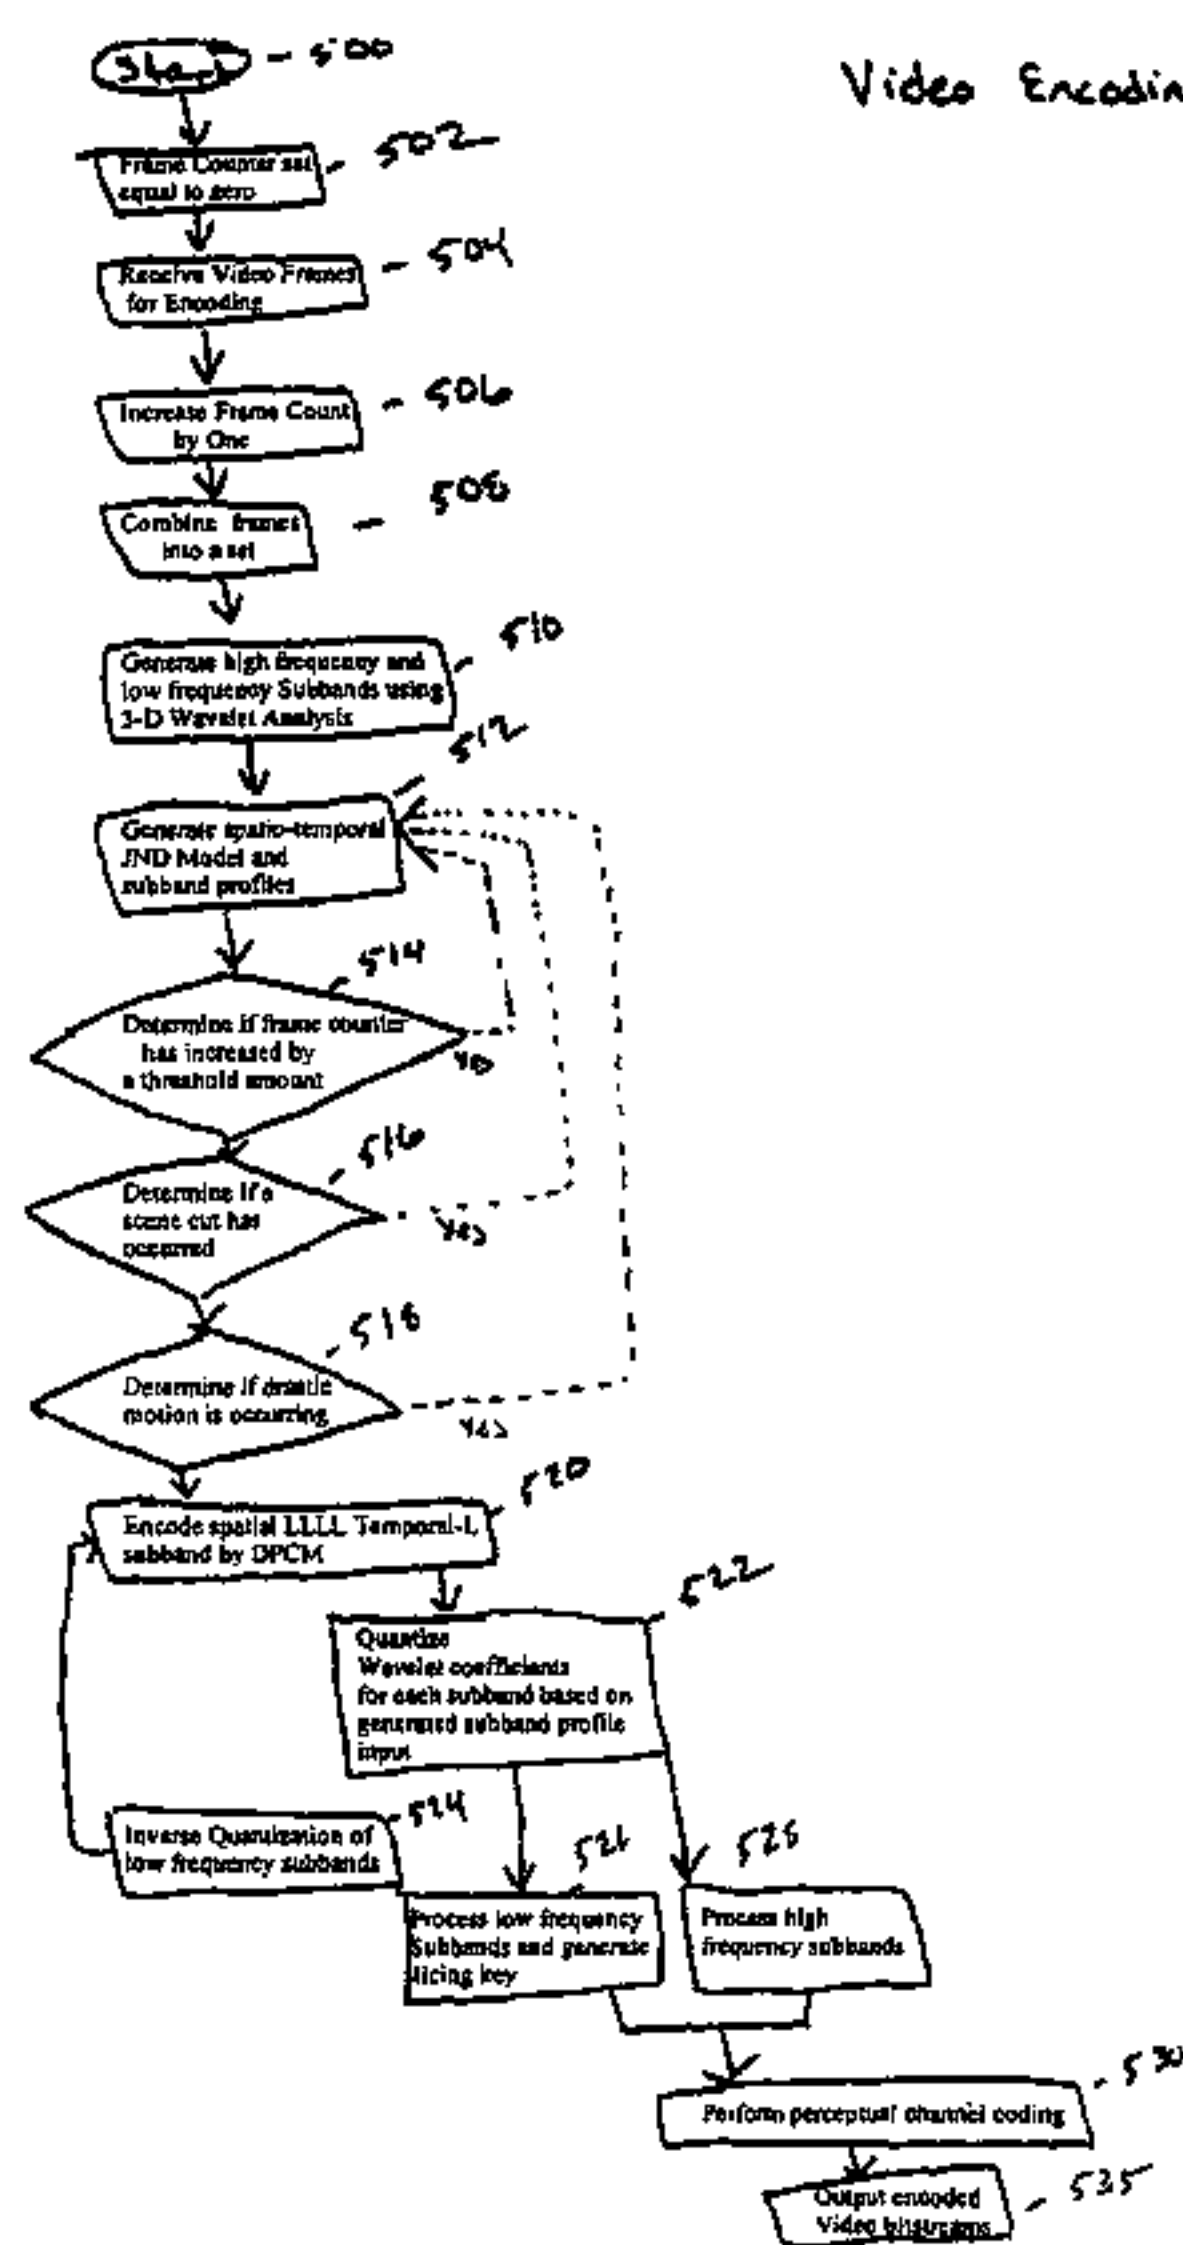 Start - 500
Video Encodin
Frame Counter set - 502
equal to zero
Receive Video Frames - 504
for Encoding
Increase Frame Count - 506
by One
Combine frames - 508
into a set
510
Generate high frequency and
low frequency Subbands using
3-D Wavelet Analysis
512
Generate spatio-temporal
JND Model and
subband profiles
514
Determine if frame counter
has increased by
a threshold amount
516
Determine if a
scene cut has
occurred
Yes
518
Determine if drastic
motion is occurring
Yes
520
Encode spatial LLLL Temporal-L
subband by DPCM
522
Quantize
Wavelet coefficients
for each subband based on
generated subband profile
input
524
Inverse Quantization of
low frequency subbands
526
Process low frequency
Subbands and generate
slicing key
528
Process high
frequency subbands
530
Perform perceptual channel coding
535
Output encoded
Video bitstreams